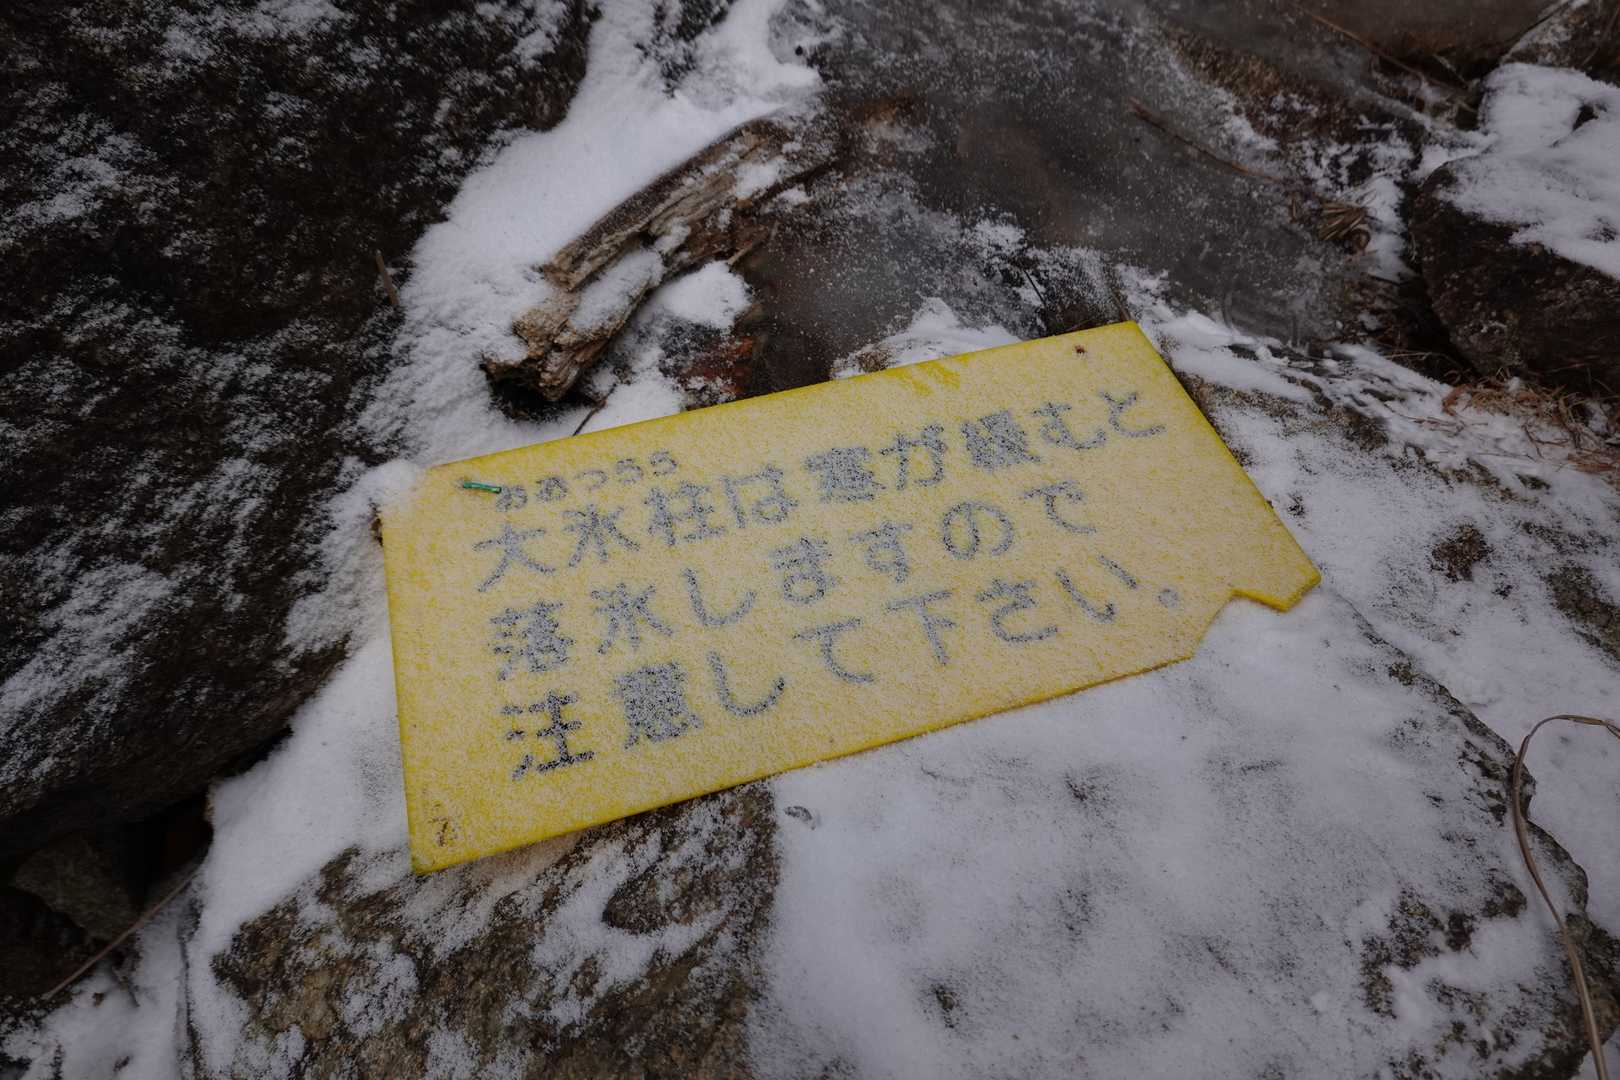 おおつらら
大氷柱は寒が緩むと
落氷しますので
注意して下さい。